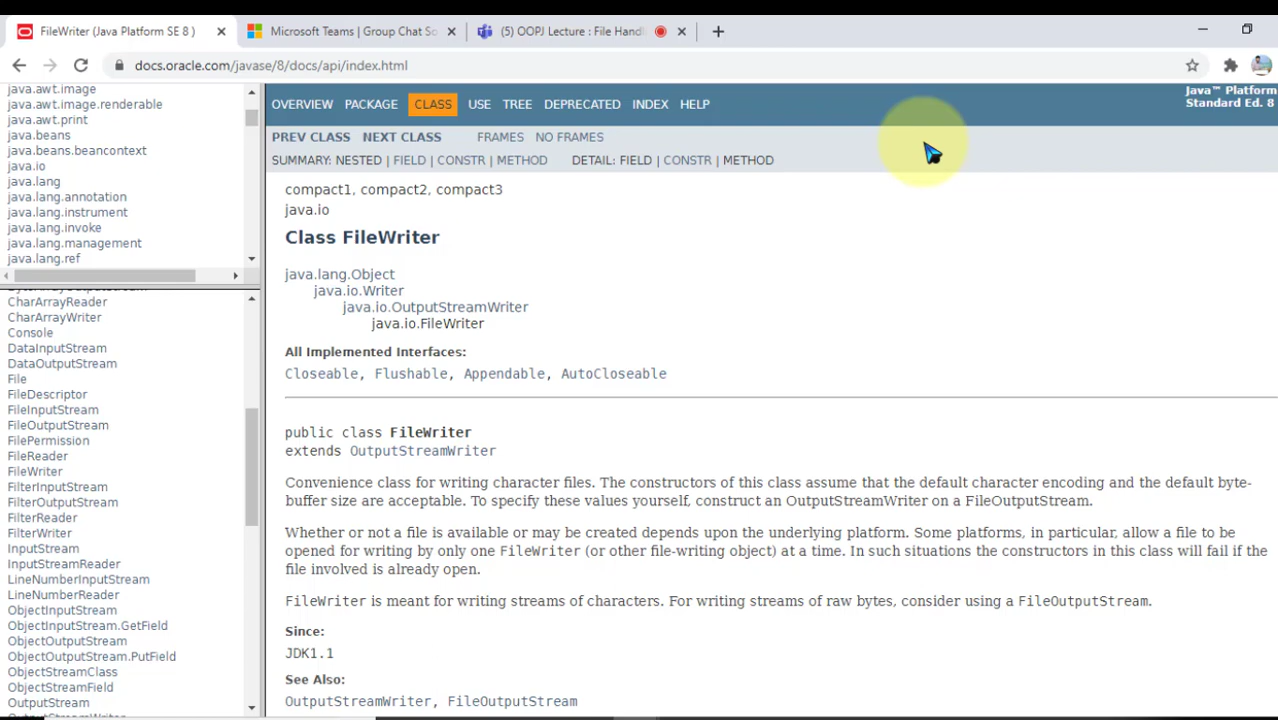 FileWriter (Java Platform SE 8 )
Microsoft Teams | Group Chat So
(5) OOPJ Lecture : File Handl
docs.oracle.com/javase/8/docs/api/index.html
java.awt.image
java.awt.image.renderable
java.awt.print
java.beans
java.beans.beancontext
java.io
java.lang
java.lang.annotation
java.lang.instrument
java.lang.invoke
java.lang.management
java.lang.ref
CharArrayReader
CharArrayWriter
Console
DataInputStream
DataOutputStream
File
FileDescriptor
FileInputStream
FileOutputStream
FilePermission
FileReader
FileWriter
FilterInputStream
FilterOutputStream
FilterReader
FilterWriter
InputStream
InputStreamReader
LineNumberInputStream
LineNumberReader
ObjectInputStream
ObjectInputStream.GetField
ObjectOutputStream
ObjectOutputStream.PutField
ObjectStreamClass
ObjectStreamField
OutputStream
OVERVIEW PACKAGE CLASS USE TREE DEPRECATED INDEX HELP
Java™ Platform
Standard Ed. 8
PREV CLASS NEXT CLASS FRAMES NO FRAMES
SUMMARY: NESTED | FIELD | CONSTR | METHOD DETAIL: FIELD | CONSTR | METHOD
compact1, compact2, compact3
java.io
Class FileWriter
java.lang.Object
java.io.Writer
java.io.OutputStreamWriter
java.io.FileWriter
All Implemented Interfaces:
Closeable, Flushable, Appendable, AutoCloseable
public class FileWriter
extends OutputStreamWriter
Convenience class for writing character files. The constructors of this class assume that the default character encoding and the default byte-
buffer size are acceptable. To specify these values yourself, construct an OutputStreamWriter on a FileOutputStream.
Whether or not a file is available or may be created depends upon the underlying platform. Some platforms, in particular, allow a file to be
opened for writing by only one FileWriter (or other file-writing object) at a time. In such situations the constructors in this class will fail if the
file involved is already open.
FileWriter is meant for writing streams of characters. For writing streams of raw bytes, consider using a FileOutputStream.
Since:
JDK1.1
See Also:
OutputStreamWriter, FileOutputStream